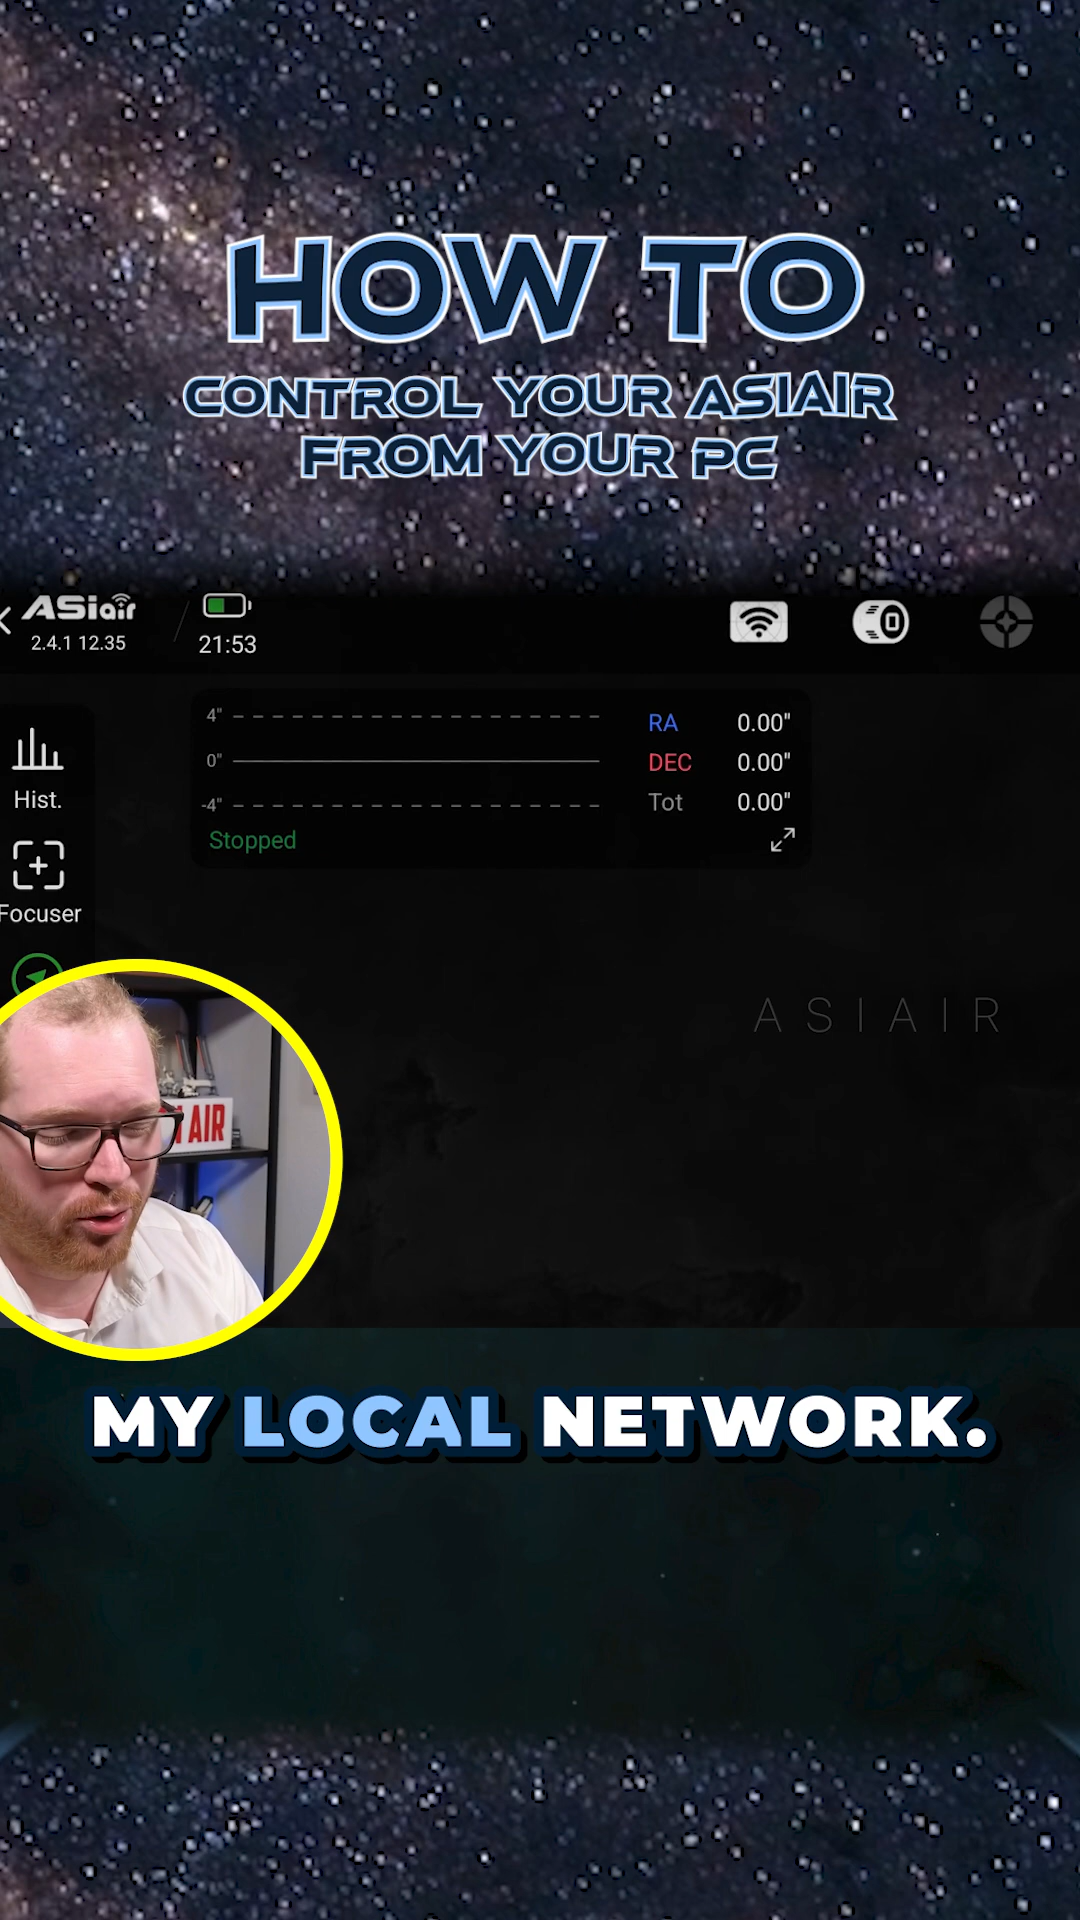 HOW TO
CONTROL YOUR ASIAIR
FROM YOUR PC
ASiair
2.4.1 12.35
21:53
4"
0"
-4"
RA 0.00"
DEC 0.00"
Tot 0.00"
Stopped
Hist.
Focuser
ASIAIR
AIR
MY LOCAL NETWORK.